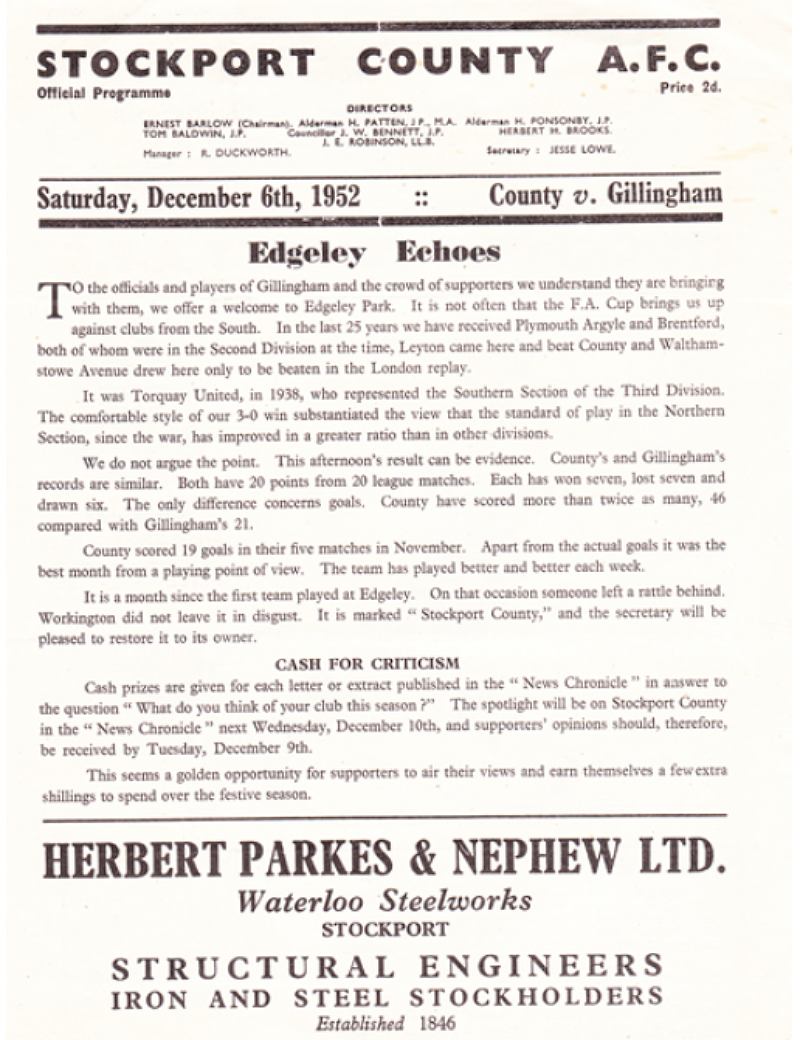 STOCKPORT COUNTY A.F.C.
Official Programme Price 2d.
DIRECTORS
ERNEST BARLOW (Chairman). Alderman H. PATTEN, J.P., M.A. Alderman H. PONSONBY, J.P.
TOM BALDWIN, J.P. Councillor J. W. BENNETT, J.P. HERBERT H. BROOKS.
J. E. ROBINSON, LL.B.
Manager : R. DUCKWORTH. Secretary : JESSE LOWE.
Saturday, December 6th, 1952 :: County v. Gillingham
Edgeley Echoes
TO the officials and players of Gillingham and the crowd of supporters we understand they are bringing
with them, we offer a welcome to Edgeley Park. It is not often that the F.A. Cup brings us up
against clubs from the South. In the last 25 years we have received Plymouth Argyle and Brentford,
both of whom were in the Second Division at the time, Leyton came here and beat County and Waltham-
stowe Avenue drew here only to be beaten in the London replay.
It was Torquay United, in 1938, who represented the Southern Section of the Third Division.
The comfortable style of our 3-0 win substantiated the view that the standard of play in the Northern
Section, since the war, has improved in a greater ratio than in other divisions.
We do not argue the point. This afternoon's result can be evidence. County's and Gillingham's
records are similar. Both have 20 points from 20 league matches. Each has won seven, lost seven and
drawn six. The only difference concerns goals. County have scored more than twice as many, 46
compared with Gillingham's 21.
County scored 19 goals in their five matches in November. Apart from the actual goals it was the
best month from a playing point of view. The team has played better and better each week.
It is a month since the first team played at Edgeley. On that occasion someone left a rattle behind.
Workington did not leave it in disgust. It is marked " Stockport County," and the secretary will be
pleased to restore it to its owner.
CASH FOR CRITICISM
Cash prizes are given for each letter or extract published in the " News Chronicle " in answer to
the question " What do you think of your club this season ?" The spotlight will be on Stockport County
in the " News Chronicle " next Wednesday, December 10th, and supporters' opinions should, therefore,
be received by Tuesday, December 9th.
This seems a golden opportunity for supporters to air their views and earn themselves a few extra
shillings to spend over the festive season.
HERBERT PARKES & NEPHEW LTD.
Waterloo Steelworks
STOCKPORT
STRUCTURAL ENGINEERS
IRON AND STEEL STOCKHOLDERS
Established 1846